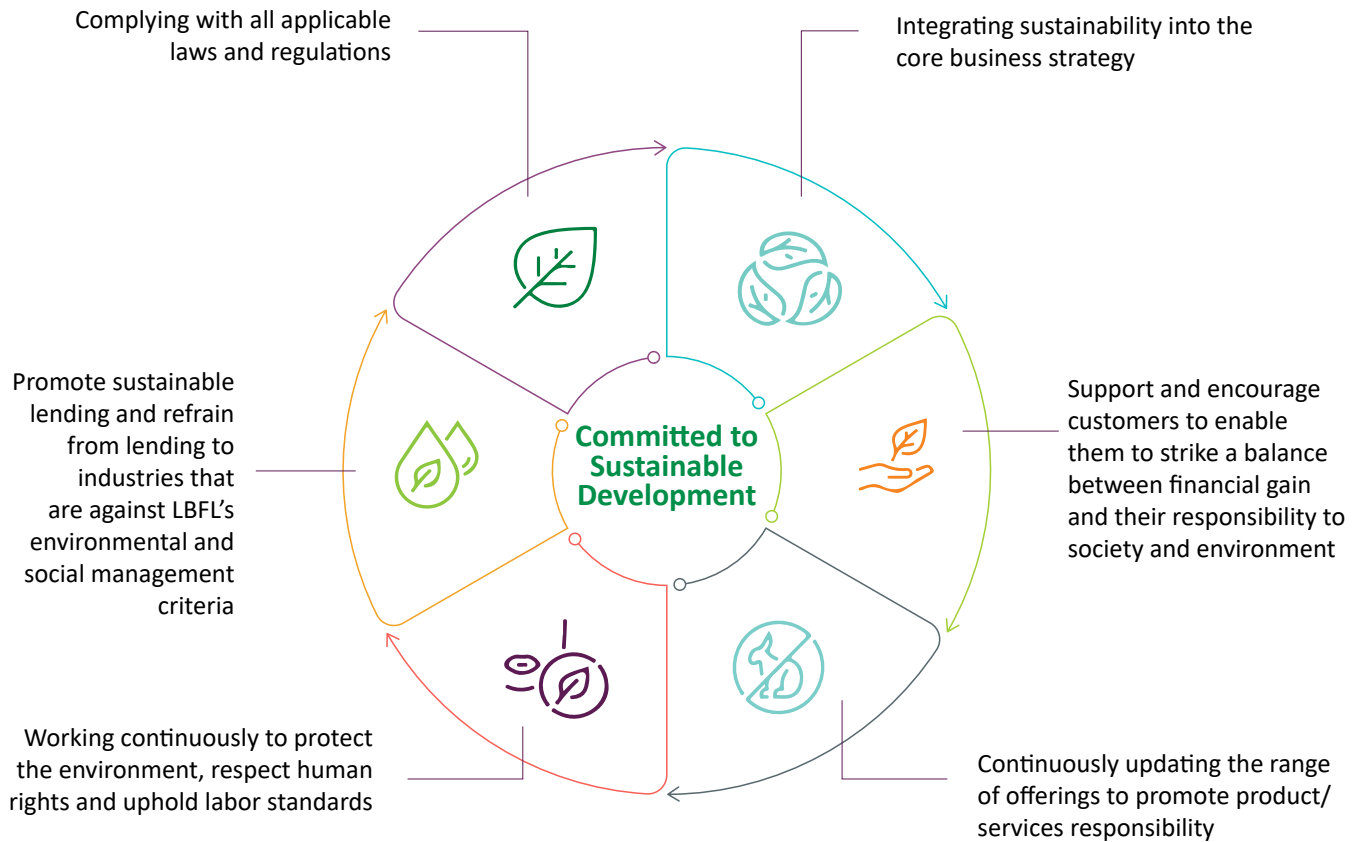 Complying with all applicable
laws and regulations
Integrating sustainability into the
core business strategy
Promote sustainable
lending and refrain
from lending to
industries that
are against LBFL’s
environmental and
social management
criteria
Committed to
Sustainable
Development
Support and encourage
customers to enable
them to strike a balance
between financial gain
and their responsibility to
society and environment
Working continuously to protect
the environment, respect human
rights and uphold labor standards
Continuously updating the range
of offerings to promote product/
services responsibility